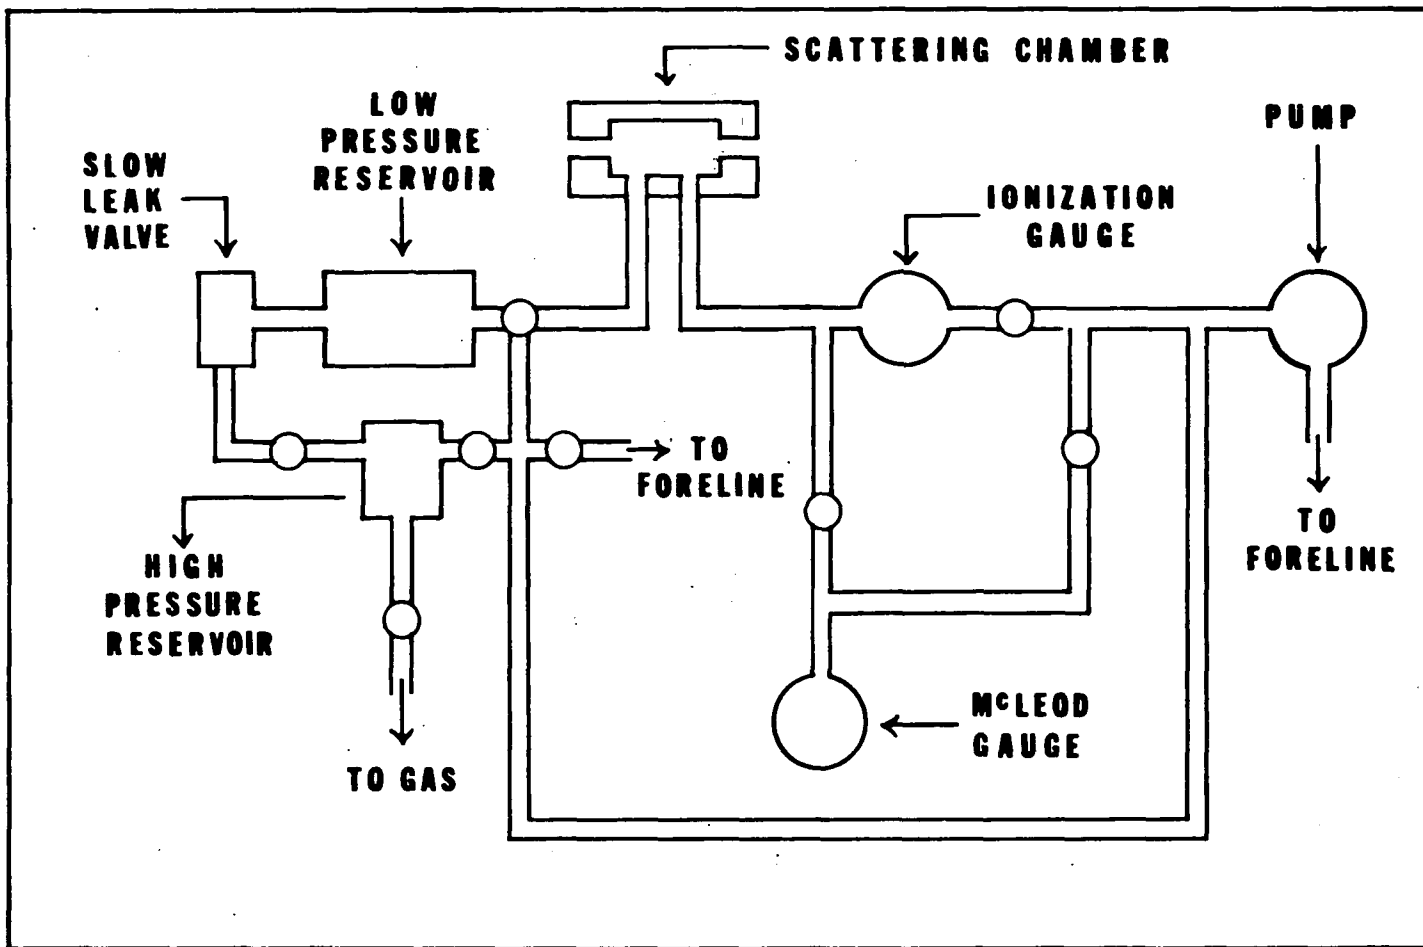 SCATTERING CHAMBER
LOW
PRESSURE
RESERVOIR
PUMP
SLOW
LEAK
VALVE
IONIZATION
GAUGE
TO
FORELINE
TO
FORELINE
HIGH
PRESSURE
RESERVOIR
McLEOD
GAUGE
TO GAS